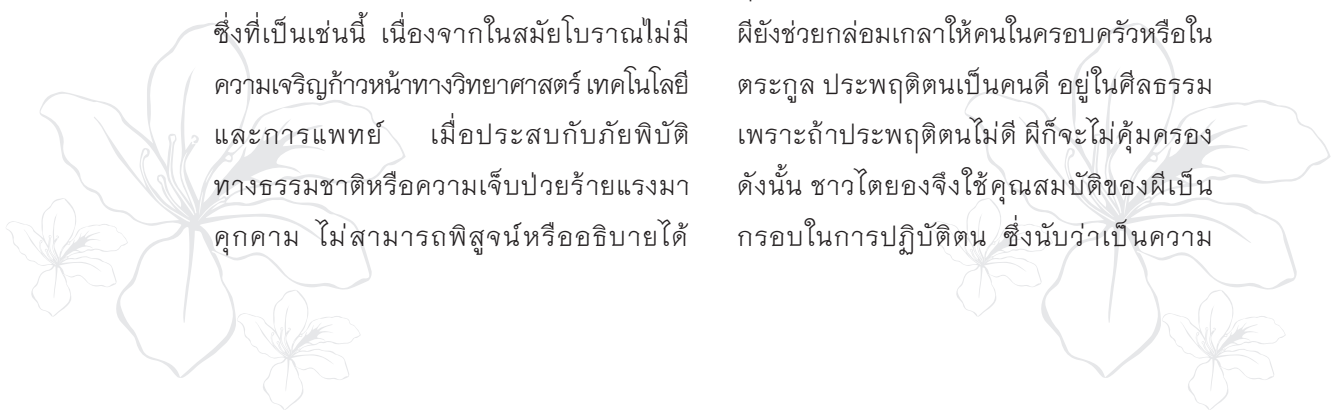 ซึ่งที่เป็นเช่นนี้ เนื่องจากในสมัยโบราณไม่มี
ความเจริญก้าวหน้าทางวิทยาศาสตร์ เทคโนโลยี
และการแพทย์ เมื่อประสบกับภัยพิบัติ
ทางธรรมชาติหรือความเจ็บป่วยร้ายแรงมา
คุกคาม ไม่สามารถพิสูจน์หรืออธิบายได้
ผียังช่วยกล่อมเกลาให้คนในครอบครัวหรือใน
ตระกูล ประพฤติตนเป็นคนดี อยู่ในศีลธรรม
เพราะถ้าประพฤติตนไม่ดี ผีก็จะไม่คุ้มครอง
ดังนั้น ชาวไตยองจึงใช้คุณสมบัติของผีเป็น
กรอบในการปฏิบัติตน ซึ่งนับว่าเป็นความ